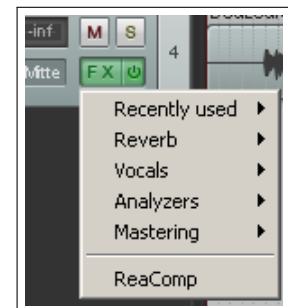 -inf M S
4
Mitte FX
Recently used
Reverb
Vocals
Analyzers
Mastering
ReaComp